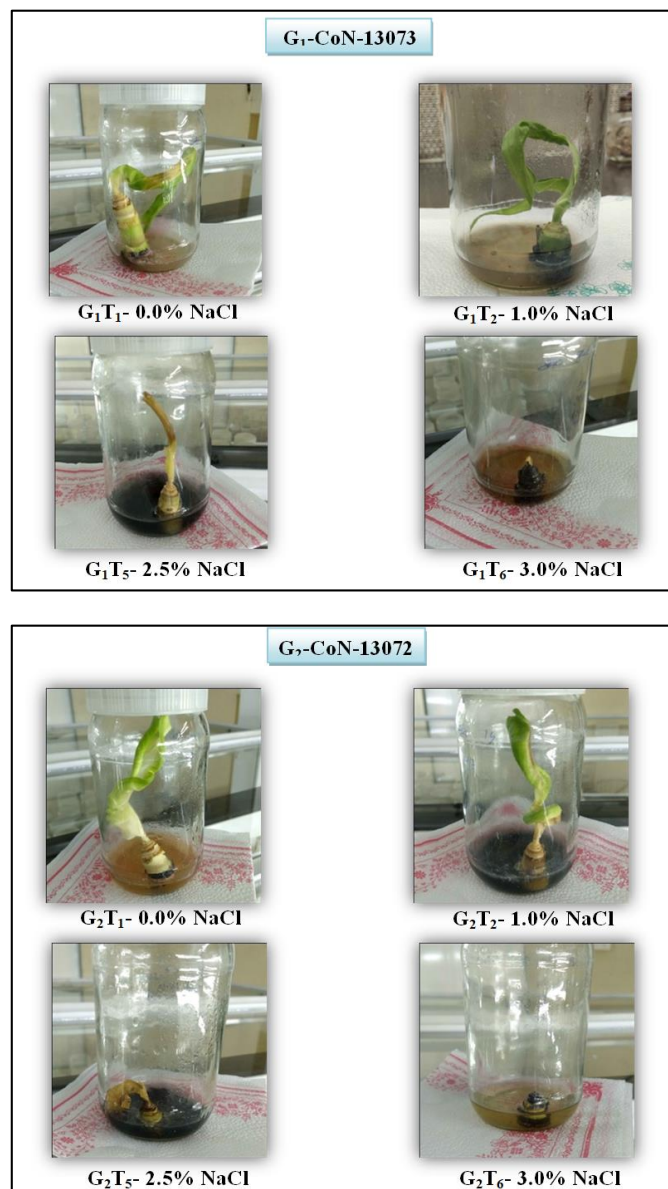 G₁-CoN-13073
G₁T₁- 0.0% NaCl
G₁T₂- 1.0% NaCl
G₁T₅- 2.5% NaCl
G₁T₆- 3.0% NaCl
G₂-CoN-13072
G₂T₁- 0.0% NaCl
G₂T₂- 1.0% NaCl
G₂T₅- 2.5% NaCl
G₂T₆- 3.0% NaCl